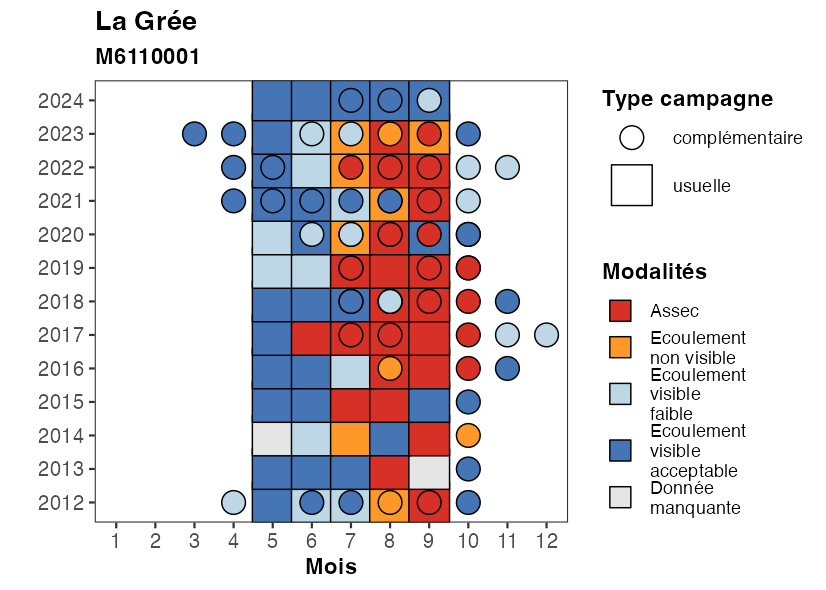 La Grée
M6110001
2024
2023
2022
2021
2020
2019
2018
2017
2016
2015
2014
2013
2012
1 2 3 4 5 6 7 8 9 10 11 12
Mois
Type campagne
complémentaire
usuelle
Modalités
Assec
Ecoulement
non visible
Ecoulement
visible
faible
Ecoulement
visible
acceptable
Donnée
manquante